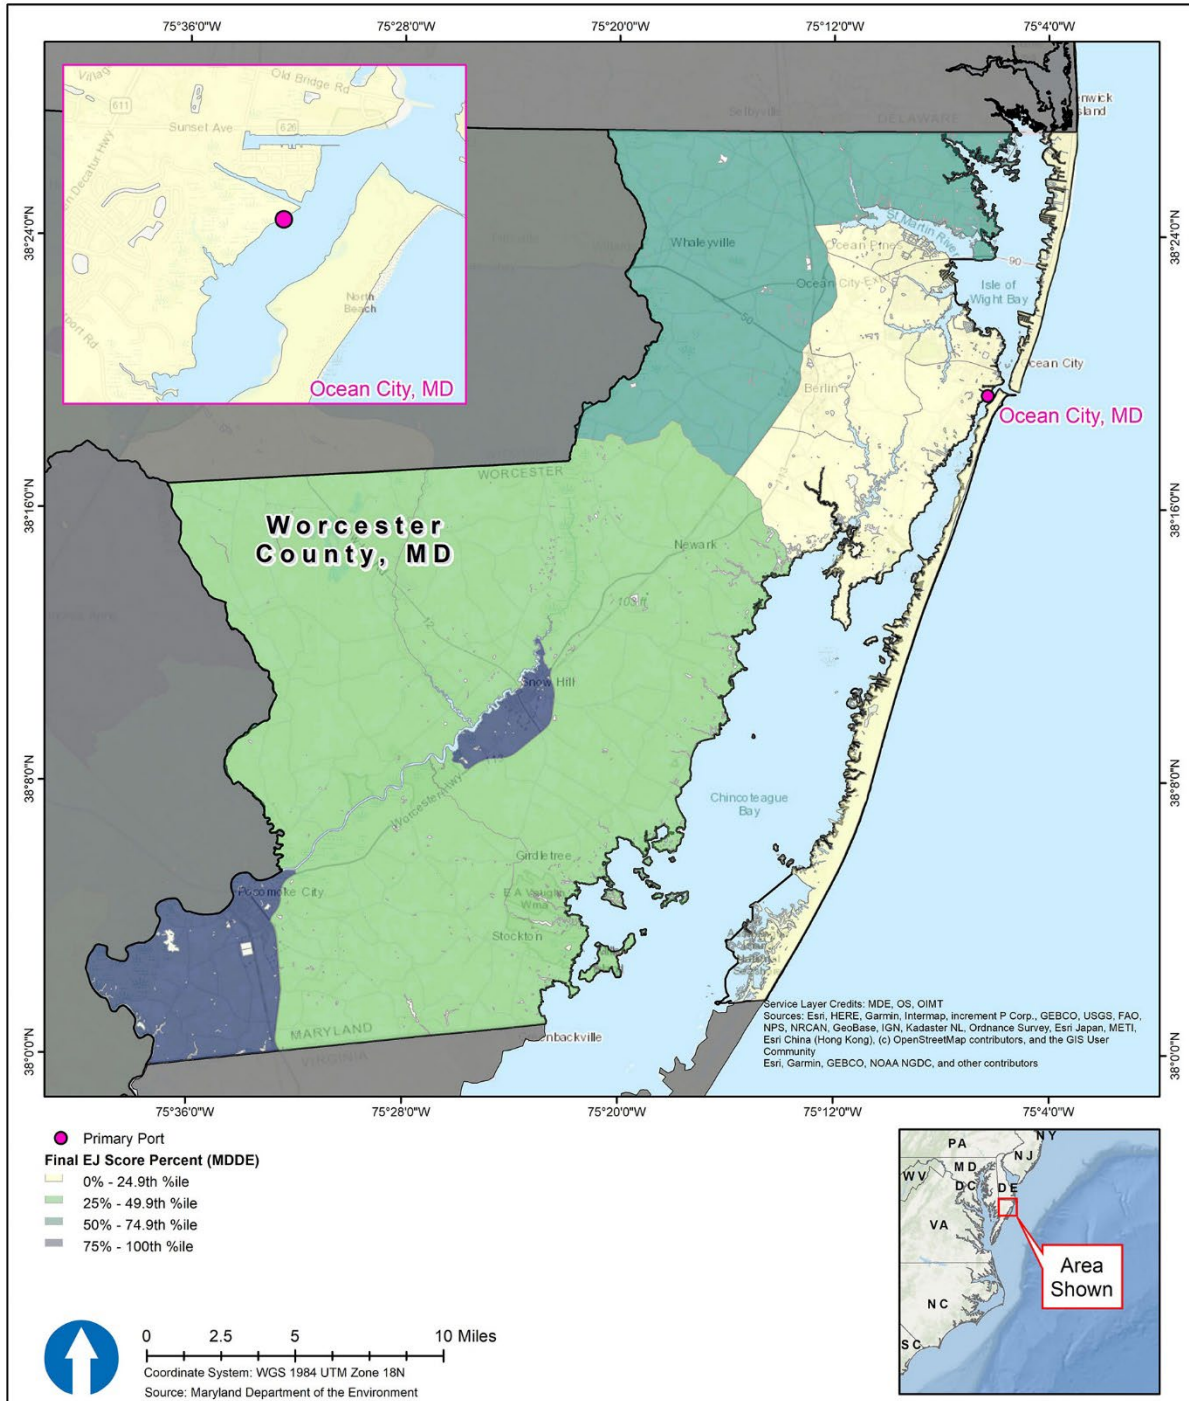 75°36'0"W 75°28'0"W 75°20'0"W 75°12'0"W 75°4'0"W
Old Bridge Rd
611
Sunset Ave
626
North
Beach
Ocean City, MD
Selbyville
DELAWARE
38°24'0"N
38°24'0"N
Whaleyville
St Martin River
Ocean Pines
90
Isle of
Wight Bay
50
Ocean City
Berlin
Ocean City, MD
WORCESTER
113
38°16'0"N
38°16'0"N
Worcester
County, MD
Newark
103 ft
12
Snow Hill
38°8'0"N
38°8'0"N
Chincoteague
Bay
Worcester Hwy
Girdletree
Pocomoke City
E A Vaughn
Wma
Stockton
MARYLAND
VIRGINIA
38°0'0"N
38°0'0"N
Service Layer Credits: MDE, OS, OIMT
Sources: Esri, HERE, Garmin, Intermap, increment P Corp., GEBCO, USGS, FAO,
NPS, NRCAN, GeoBase, IGN, Kadaster NL, Ordnance Survey, Esri Japan, METI,
Esri China (Hong Kong), (c) OpenStreetMap contributors, and the GIS User
Community
Esri, Garmin, GEBCO, NOAA NGDC, and other contributors
75°36'0"W 75°28'0"W 75°20'0"W 75°12'0"W 75°4'0"W
Primary Port
Final EJ Score Percent (MDDE)
0% - 24.9th %ile
25% - 49.9th %ile
50% - 74.9th %ile
75% - 100th %ile
0 2.5 5 10 Miles
Coordinate System: WGS 1984 UTM Zone 18N
Source: Maryland Department of the Environment
PA
NY
NJ
MD
WV
DC
DE
VA
NC
SC
Area
Shown